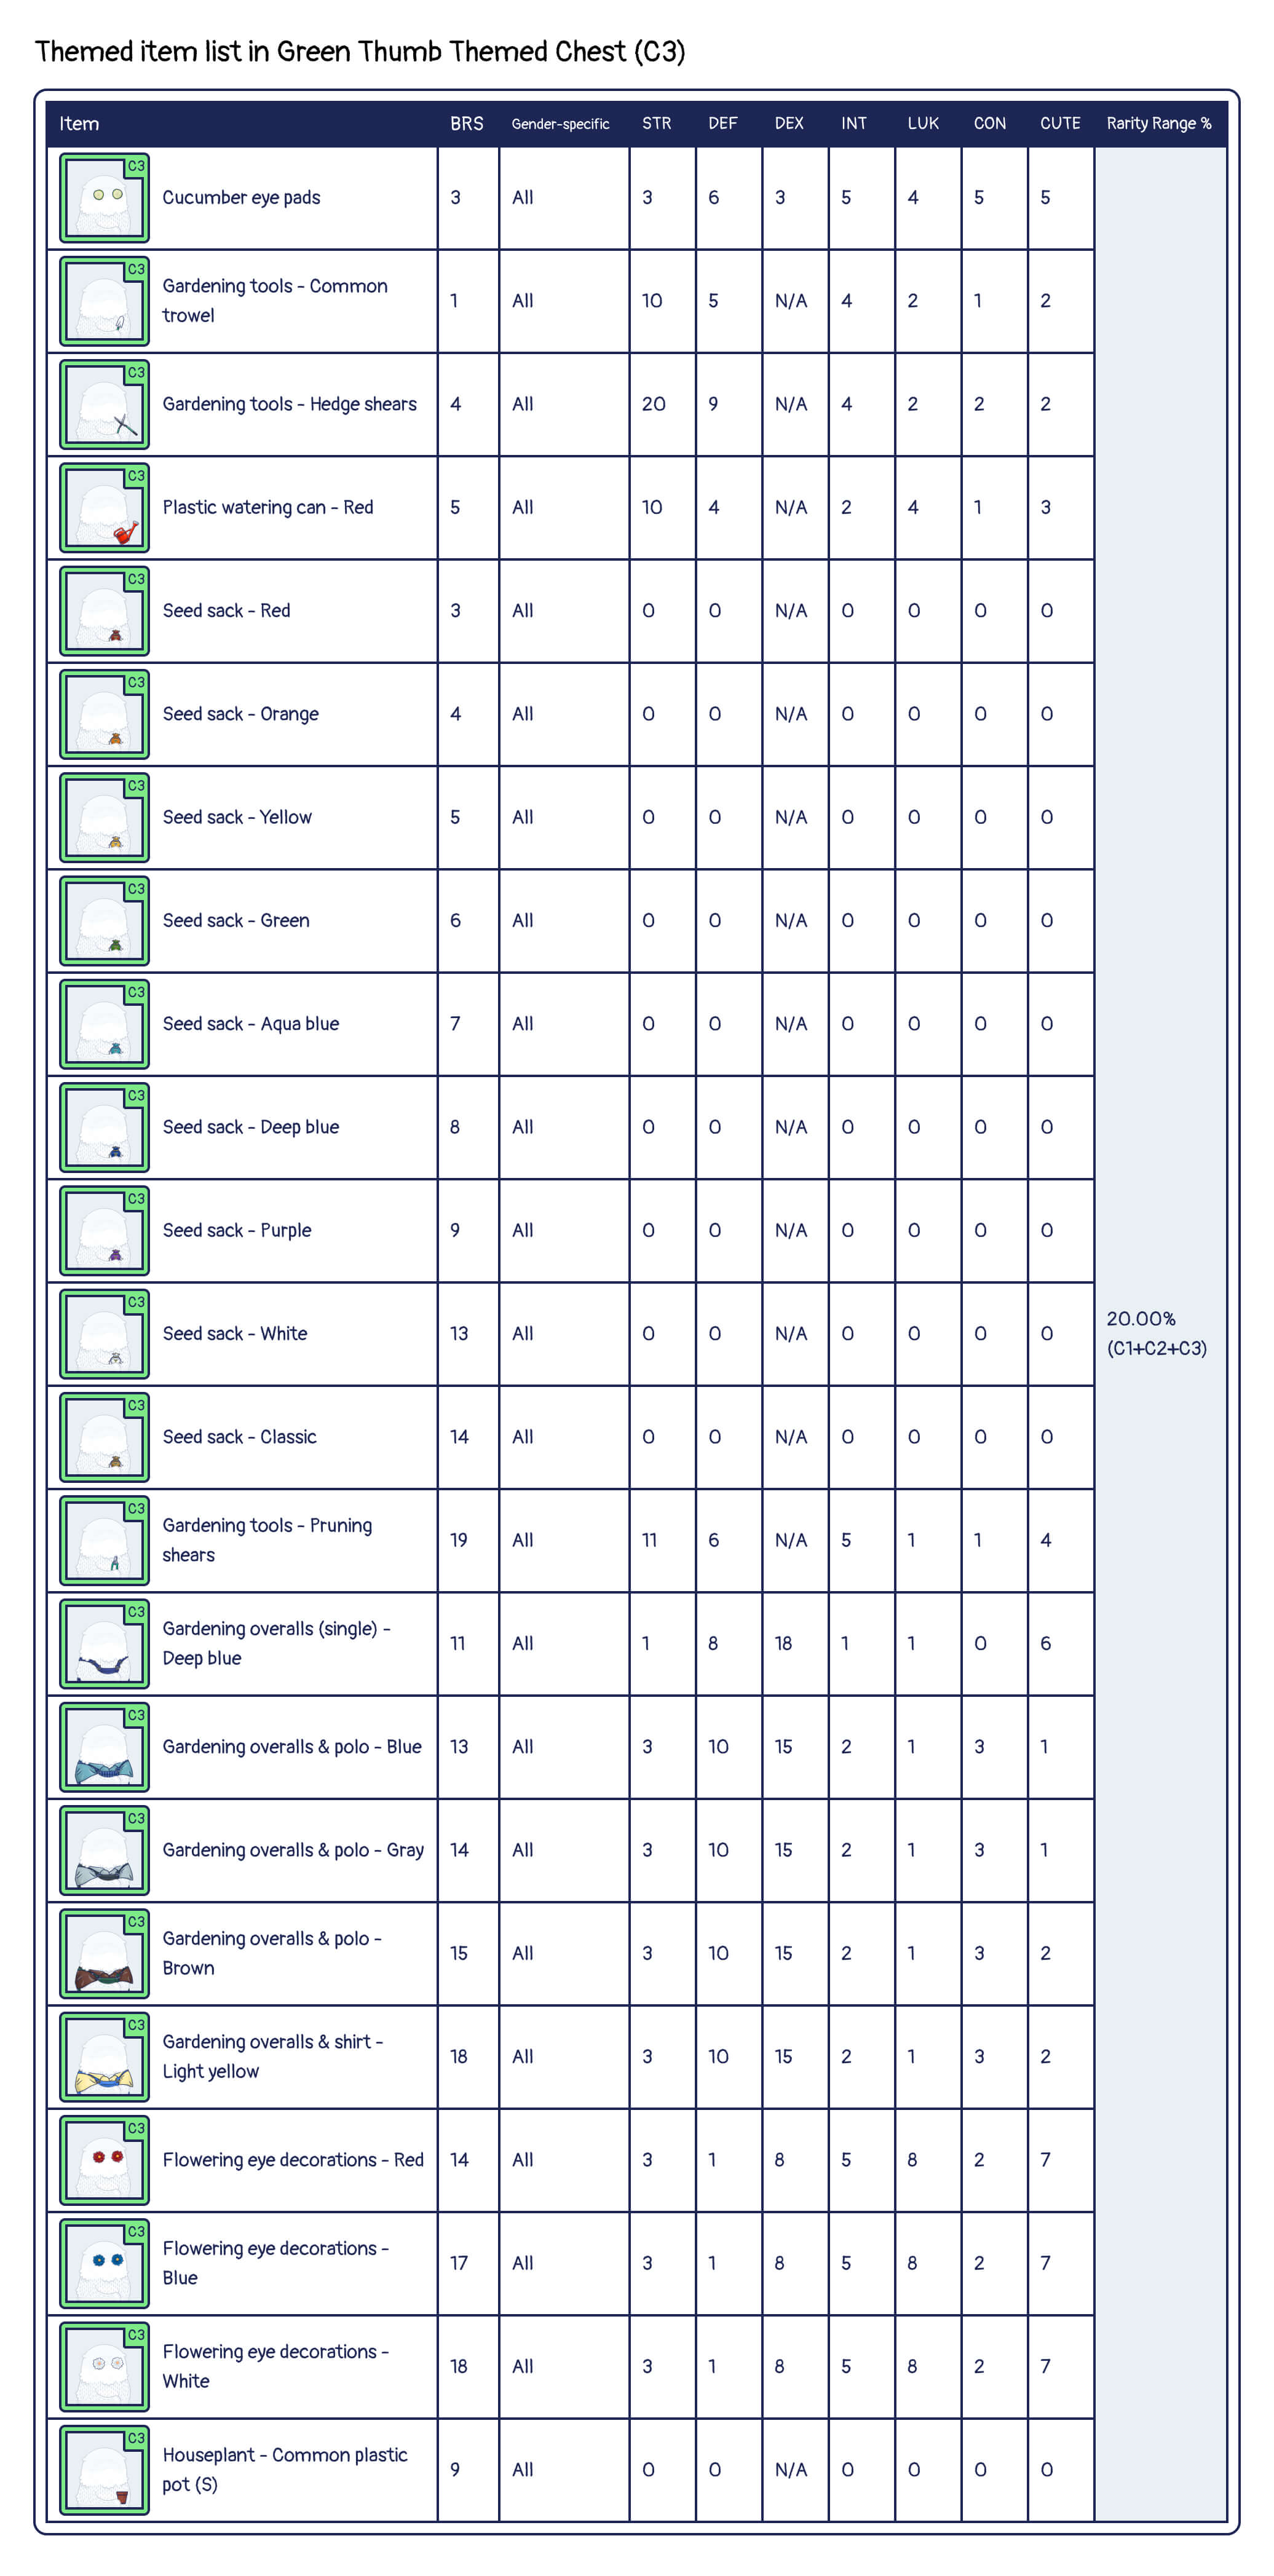 Themed item list in Green Thumb Themed Chest (C3)
Item BRS Gender-specific STR DEF DEX INT LUK CON CUTE Rarity Range %
C3 Cucumber eye pads 3 All 3 6 3 5 4 5 5
C3 Gardening tools - Common
trowel 1 All 10 5 N/A 4 2 1 2
C3 Gardening tools - Hedge shears 4 All 20 9 N/A 4 2 2 2
C3 Plastic watering can - Red 5 All 10 4 N/A 2 4 1 3
C3 Seed sack - Red 3 All 0 0 N/A 0 0 0 0
C3 Seed sack - Orange 4 All 0 0 N/A 0 0 0 0
C3 Seed sack - Yellow 5 All 0 0 N/A 0 0 0 0
C3 Seed sack - Green 6 All 0 0 N/A 0 0 0 0
C3 Seed sack - Aqua blue 7 All 0 0 N/A 0 0 0 0
C3 Seed sack - Deep blue 8 All 0 0 N/A 0 0 0 0
C3 Seed sack - Purple 9 All 0 0 N/A 0 0 0 0
C3 Seed sack - White 13 All 0 0 N/A 0 0 0 0
20.00%
(C1+C2+C3)
C3 Seed sack - Classic 14 All 0 0 N/A 0 0 0 0
C3 Gardening tools - Pruning
shears 19 All 11 6 N/A 5 1 1 4
C3 Gardening overalls (single) -
Deep blue 11 All 1 8 18 1 1 0 6
C3 Gardening overalls & polo - Blue 13 All 3 10 15 2 1 3 1
C3 Gardening overalls & polo - Gray 14 All 3 10 15 2 1 3 1
C3 Gardening overalls & polo -
Brown 15 All 3 10 15 2 1 3 2
C3 Gardening overalls & shirt -
Light yellow 18 All 3 10 15 2 1 3 2
C3 Flowering eye decorations - Red 14 All 3 1 8 5 8 2 7
C3 Flowering eye decorations -
Blue 17 All 3 1 8 5 8 2 7
C3 Flowering eye decorations -
White 18 All 3 1 8 5 8 2 7
C3 Houseplant - Common plastic
pot (S) 9 All 0 0 N/A 0 0 0 0